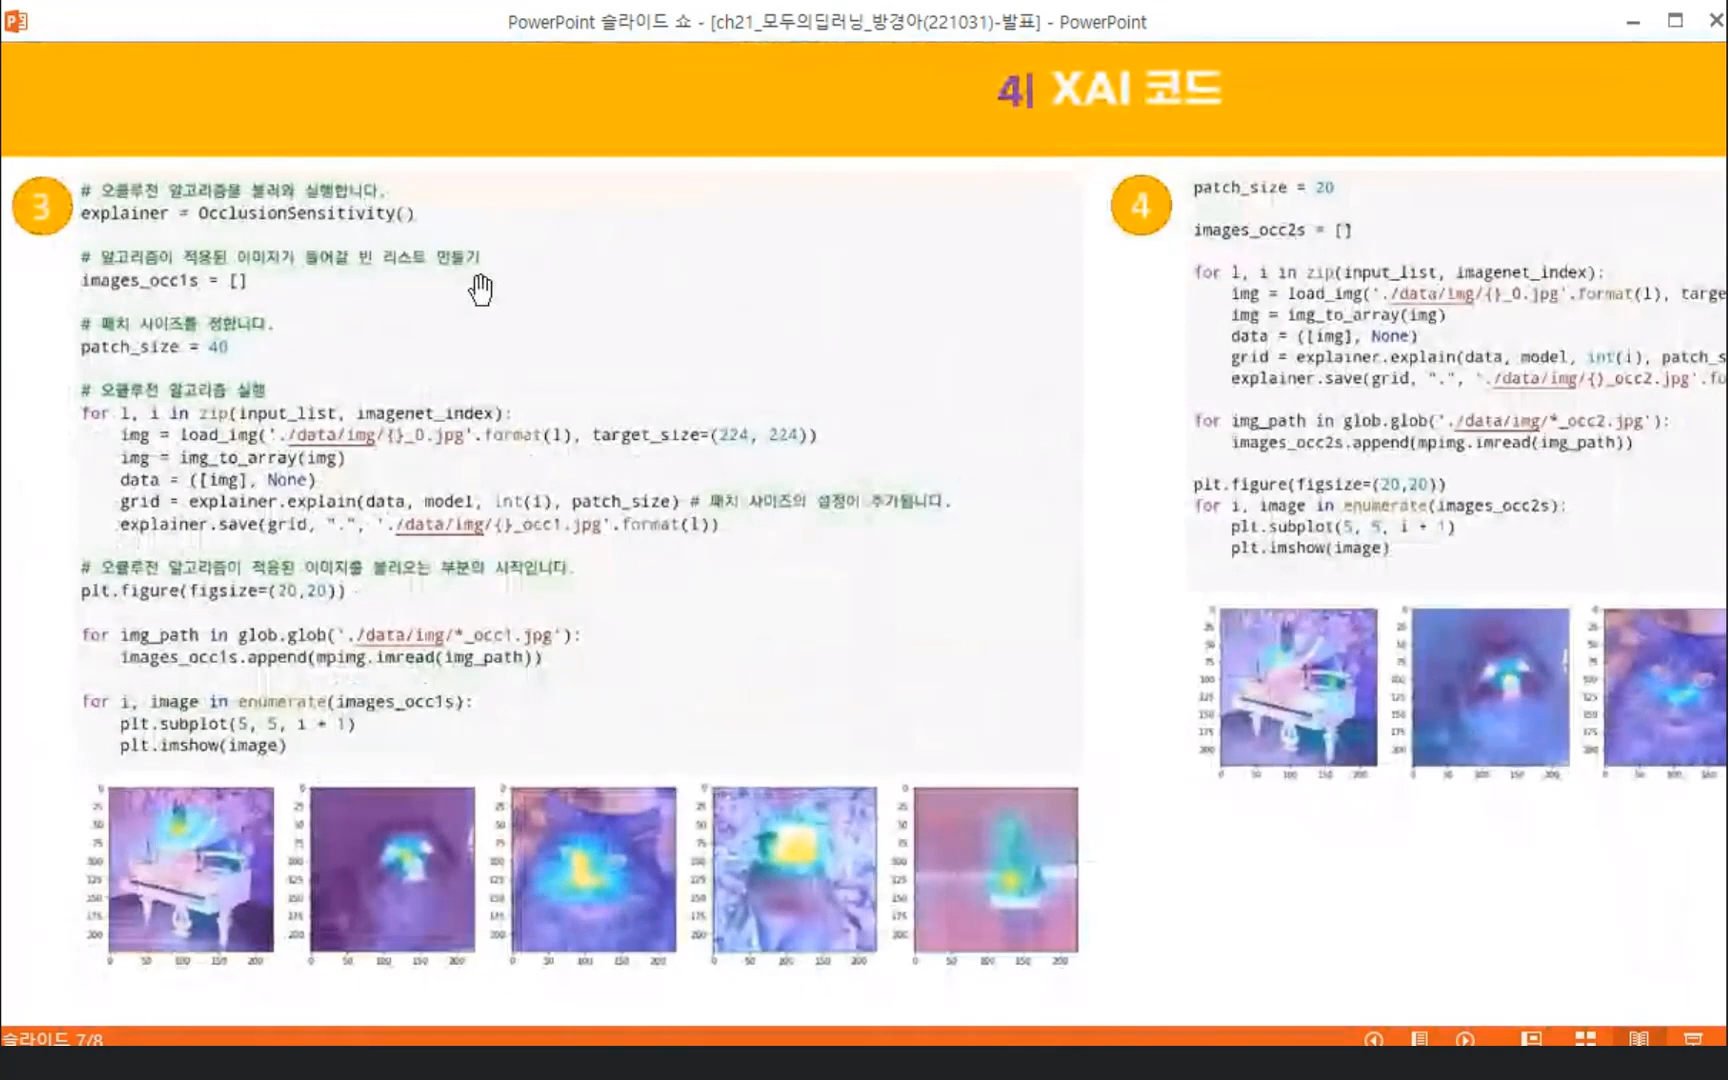 PowerPoint 슬라이드 쇼 - [ch21_모두의딥러닝_방경아(221031)-발표] - PowerPoint
4| XAI 코드
3
# 오클루전 알고리즘을 불러와 실행합니다.
explainer = OcclusionSensitivity()
# 알고리즘이 적용된 이미지가 들어갈 빈 리스트 만들기
images_occ1s = []
# 패치 사이즈를 정합니다.
patch_size = 40
# 오클루전 알고리즘 실행
for l, i in zip(input_list, imagenet_index):
img = load_img('./data/img/{}_0.jpg'.format(l), target_size=(224, 224))
img = img_to_array(img)
data = ([img], None)
grid = explainer.explain(data, model, int(i), patch_size) # 패치 사이즈의 설정이 추가됩니다.
explainer.save(grid, ".", './data/img/{}_occ1.jpg'.format(l))
# 오클루전 알고리즘이 적용된 이미지를 불러오는 부분의 시작입니다.
plt.figure(figsize=(20,20))
for img_path in glob.glob('./data/img/*_occ1.jpg'):
images_occ1s.append(mpimg.imread(img_path))
for i, image in enumerate(images_occ1s):
plt.subplot(5, 5, i + 1)
plt.imshow(image)
4
patch_size = 20
images_occ2s = []
for l, i in zip(input_list, imagenet_index):
img = load_img('./data/img/{}_0.jpg'.format(l), targe
img = img_to_array(img)
data = ([img], None)
grid = explainer.explain(data, model, int(i), patch_s
explainer.save(grid, ".", './data/img/{}_occ2.jpg'.fo
for img_path in glob.glob('./data/img/*_occ2.jpg'):
images_occ2s.append(mpimg.imread(img_path))
plt.figure(figsize=(20,20))
for i, image in enumerate(images_occ2s):
plt.subplot(5, 5, i + 1)
plt.imshow(image)
슬라이드 7/8